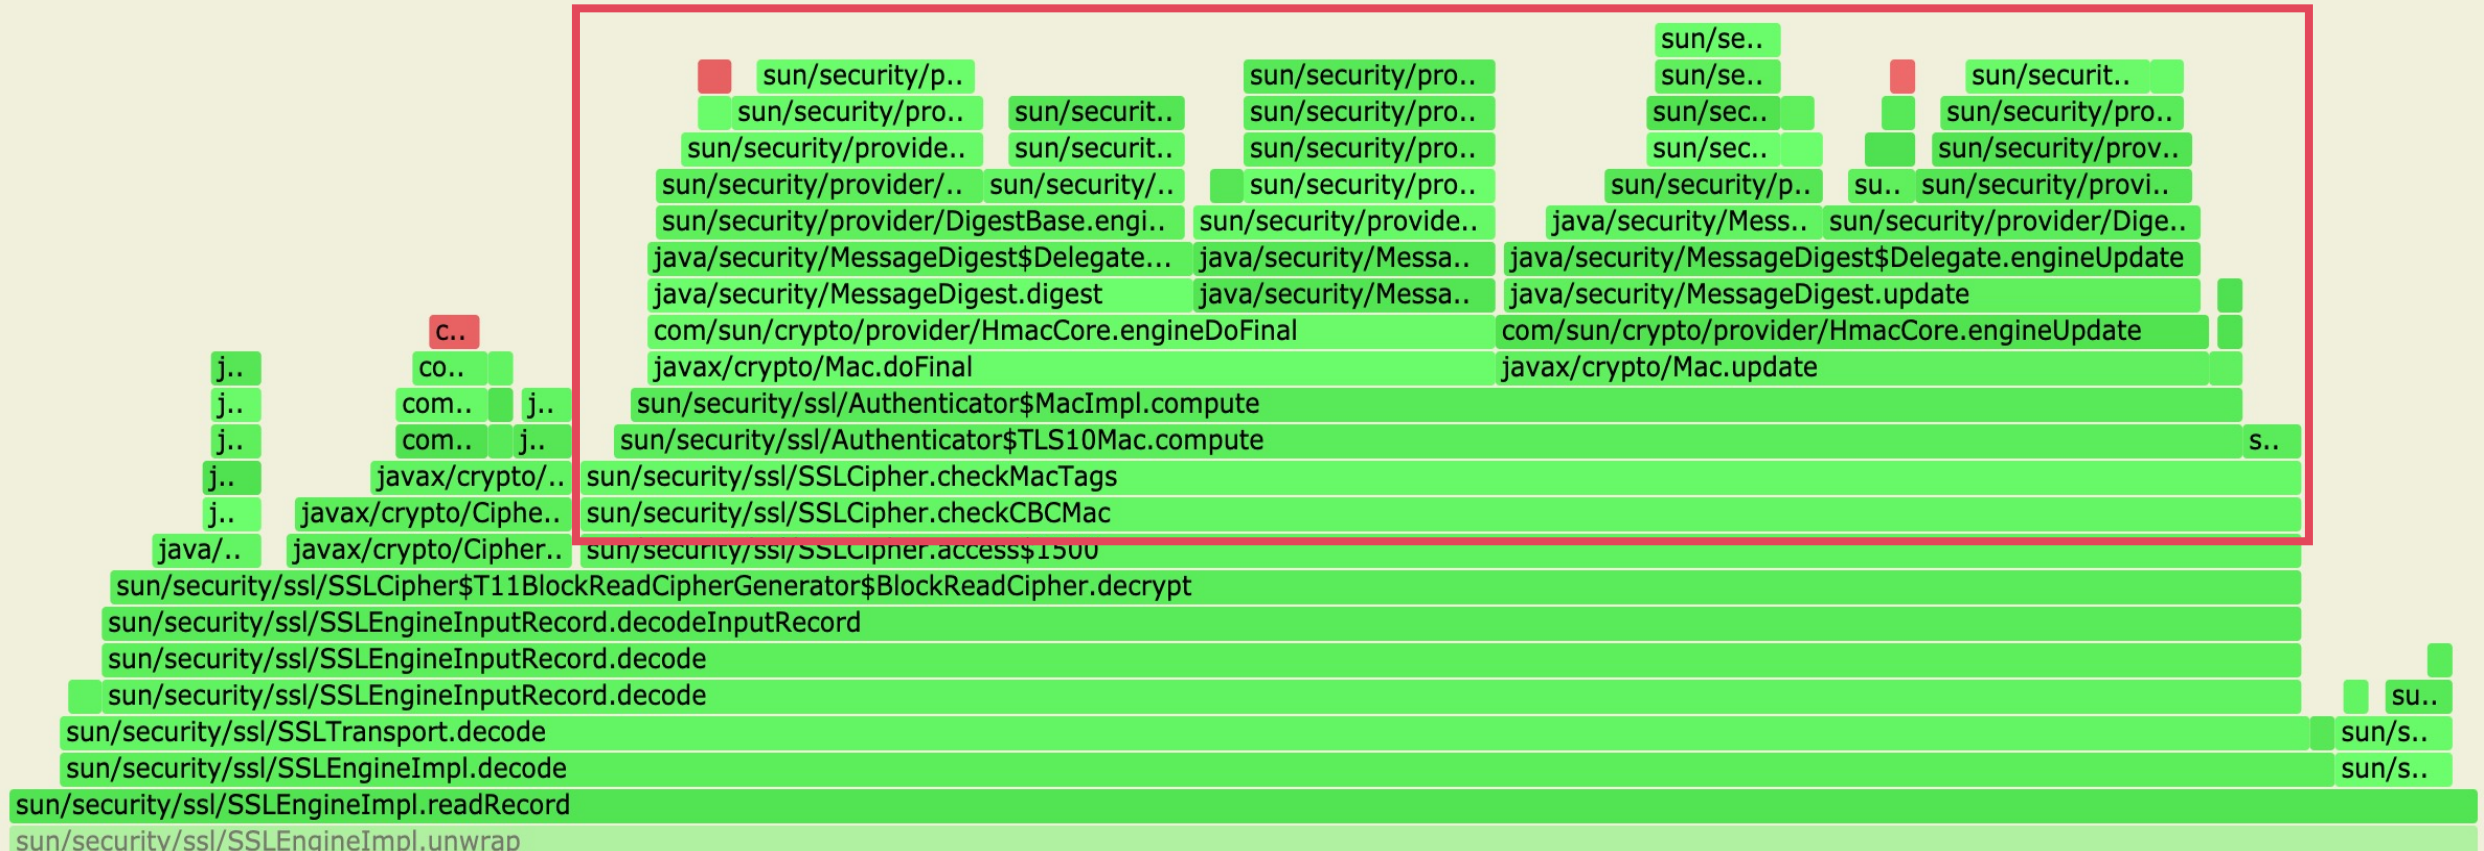 sun/se..
sun/security/p.. sun/security/pro.. sun/se.. sun/securit..
sun/security/pro.. sun/securit.. sun/security/pro.. sun/sec.. sun/security/pro..
sun/security/provide.. sun/securit.. sun/security/pro.. sun/sec.. sun/security/prov..
sun/security/provider/.. sun/security/.. sun/security/pro.. sun/security/p.. su.. sun/security/provi..
sun/security/provider/DigestBase.engi.. sun/security/provide.. java/security/Mess.. sun/security/provider/Dige..
java/security/MessageDigest$Delegate... java/security/Messa.. java/security/MessageDigest$Delegate.engineUpdate
java/security/MessageDigest.digest java/security/Messa.. java/security/MessageDigest.update
c.. com/sun/crypto/provider/HmacCore.engineDoFinal com/sun/crypto/provider/HmacCore.engineUpdate
j.. co.. javax/crypto/Mac.doFinal javax/crypto/Mac.update
j.. com.. j.. sun/security/ssl/Authenticator$MacImpl.compute
j.. com.. j.. sun/security/ssl/Authenticator$TLS10Mac.compute s..
j.. javax/crypto/.. sun/security/ssl/SSLCipher.checkMacTags
j.. javax/crypto/Ciphe.. sun/security/ssl/SSLCipher.checkCBCMac
java/.. javax/crypto/Cipher.. sun/security/ssl/SSLCipher.access$1500
sun/security/ssl/SSLCipher$T11BlockReadCipherGenerator$BlockReadCipher.decrypt
sun/security/ssl/SSLEngineInputRecord.decodeInputRecord
sun/security/ssl/SSLEngineInputRecord.decode
sun/security/ssl/SSLEngineInputRecord.decode su..
sun/security/ssl/SSLTransport.decode sun/s..
sun/security/ssl/SSLEngineImpl.decode sun/s..
sun/security/ssl/SSLEngineImpl.readRecord
sun/security/ssl/SSLEngineImpl.unwrap